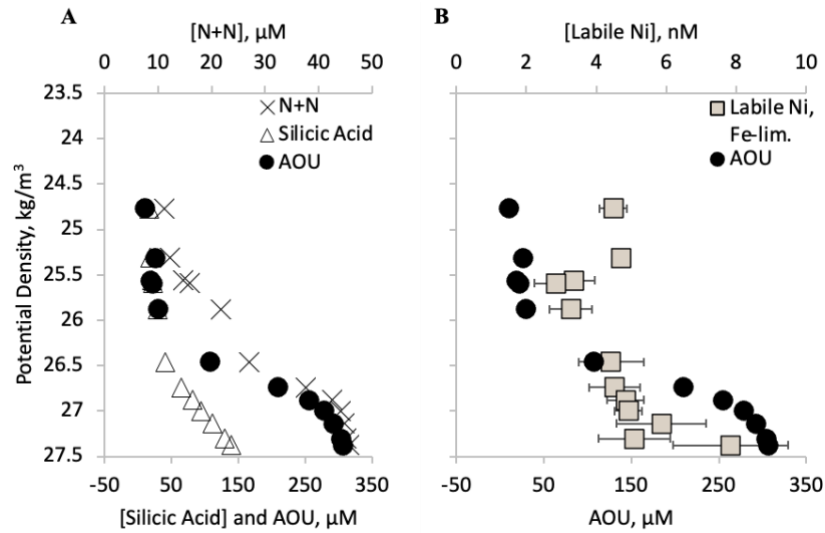 A
[N+N], µM
0 10 20 30 40 50
× N+N
△ Silicic Acid
● AOU
Potential Density, kg/m³
23.5
24
24.5
25
25.5
26
26.5
27
27.5
-50 50 150 250 350
[Silicic Acid] and AOU, µM
B
[Labile Ni], nM
0 2 4 6 8 10
Labile Ni,
Fe-lim.
AOU
-50 50 150 250 350
AOU, µM